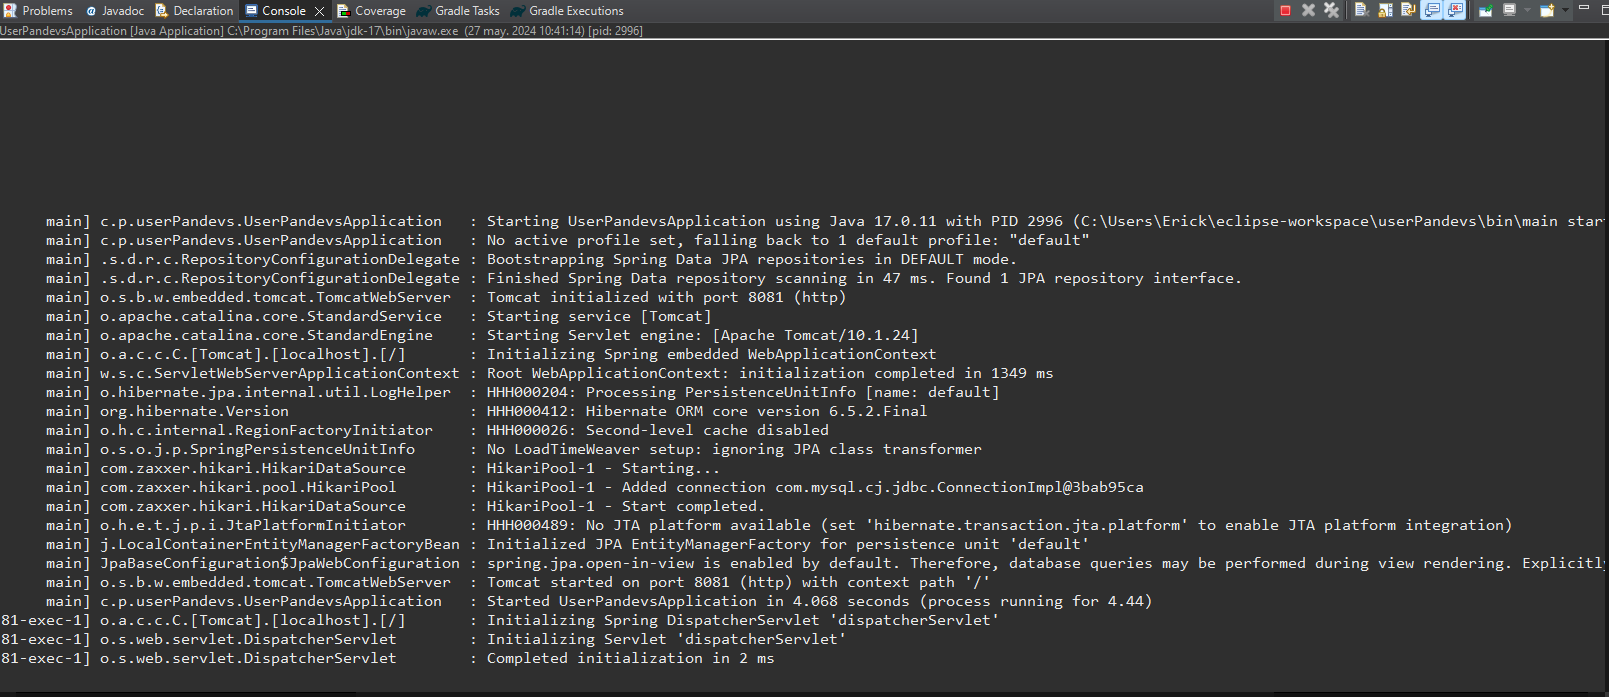 Problems Javadoc Declaration Console Coverage Gradle Tasks Gradle Executions
UserPandevsApplication [Java Application] C:\Program Files\Java\jdk-17\bin\javaw.exe (27 may. 2024 10:41:14) [pid: 2996]
main] c.p.userPandevs.UserPandevsApplication : Starting UserPandevsApplication using Java 17.0.11 with PID 2996 (C:\Users\Erick\eclipse-workspace\userPandevs\bin\main star
main] c.p.userPandevs.UserPandevsApplication : No active profile set, falling back to 1 default profile: "default"
main] .s.d.r.c.RepositoryConfigurationDelegate : Bootstrapping Spring Data JPA repositories in DEFAULT mode.
main] .s.d.r.c.RepositoryConfigurationDelegate : Finished Spring Data repository scanning in 47 ms. Found 1 JPA repository interface.
main] o.s.b.w.embedded.tomcat.TomcatWebServer : Tomcat initialized with port 8081 (http)
main] o.apache.catalina.core.StandardService : Starting service [Tomcat]
main] o.apache.catalina.core.StandardEngine : Starting Servlet engine: [Apache Tomcat/10.1.24]
main] o.a.c.c.C.[Tomcat].[localhost].[/] : Initializing Spring embedded WebApplicationContext
main] w.s.c.ServletWebServerApplicationContext : Root WebApplicationContext: initialization completed in 1349 ms
main] o.hibernate.jpa.internal.util.LogHelper : HHH000204: Processing PersistenceUnitInfo [name: default]
main] org.hibernate.Version : HHH000412: Hibernate ORM core version 6.5.2.Final
main] o.h.c.internal.RegionFactoryInitiator : HHH000026: Second-level cache disabled
main] o.s.o.j.p.SpringPersistenceUnitInfo : No LoadTimeWeaver setup: ignoring JPA class transformer
main] com.zaxxer.hikari.HikariDataSource : HikariPool-1 - Starting...
main] com.zaxxer.hikari.pool.HikariPool : HikariPool-1 - Added connection com.mysql.cj.jdbc.ConnectionImpl@3bab95ca
main] com.zaxxer.hikari.HikariDataSource : HikariPool-1 - Start completed.
main] o.h.e.t.j.p.i.JtaPlatformInitiator : HHH000489: No JTA platform available (set 'hibernate.transaction.jta.platform' to enable JTA platform integration)
main] j.LocalContainerEntityManagerFactoryBean : Initialized JPA EntityManagerFactory for persistence unit 'default'
main] JpaBaseConfiguration$JpaWebConfiguration : spring.jpa.open-in-view is enabled by default. Therefore, database queries may be performed during view rendering. Explicitl
main] o.s.b.w.embedded.tomcat.TomcatWebServer : Tomcat started on port 8081 (http) with context path '/'
main] c.p.userPandevs.UserPandevsApplication : Started UserPandevsApplication in 4.068 seconds (process running for 4.44)
81-exec-1] o.a.c.c.C.[Tomcat].[localhost].[/] : Initializing Spring DispatcherServlet 'dispatcherServlet'
81-exec-1] o.s.web.servlet.DispatcherServlet : Initializing Servlet 'dispatcherServlet'
81-exec-1] o.s.web.servlet.DispatcherServlet : Completed initialization in 2 ms